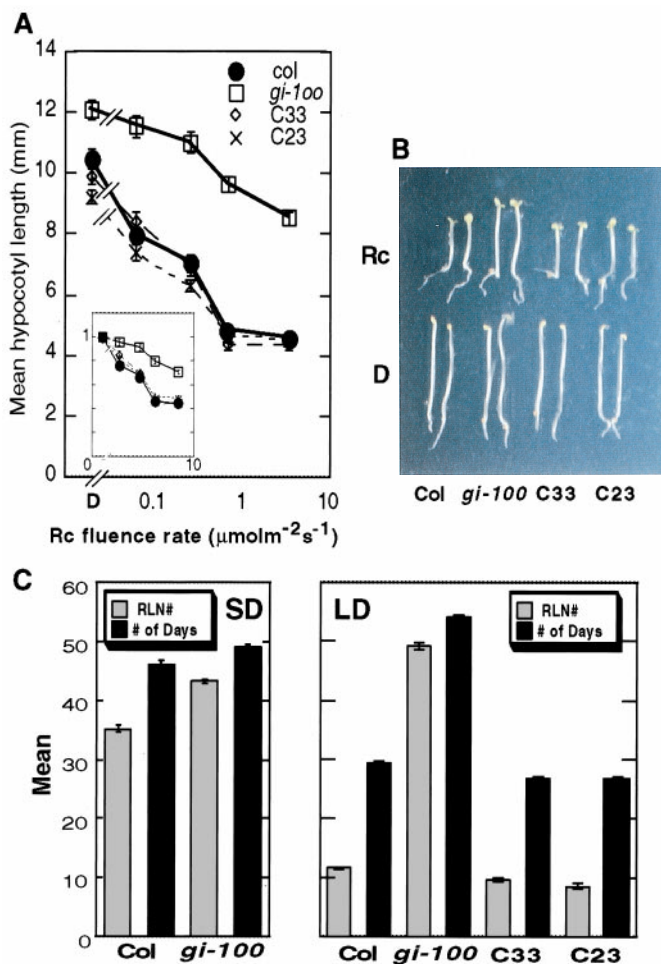 A
14
12
10
8
6
4
2
0
Mean hypocotyl length (mm)
col
gi-1oo
C33
C23
1
0
10
D
0.1
1
10
Rc fluence rate (µmolm⁻²s⁻¹)
B
Rc
D
Col gi-100 C33 C23
C
60
50
40
30
20
10
0
Mean
RLN#
# of Days
SD
Col gi-100
LD
RLN#
# of Days
Col gi-100 C33 C23